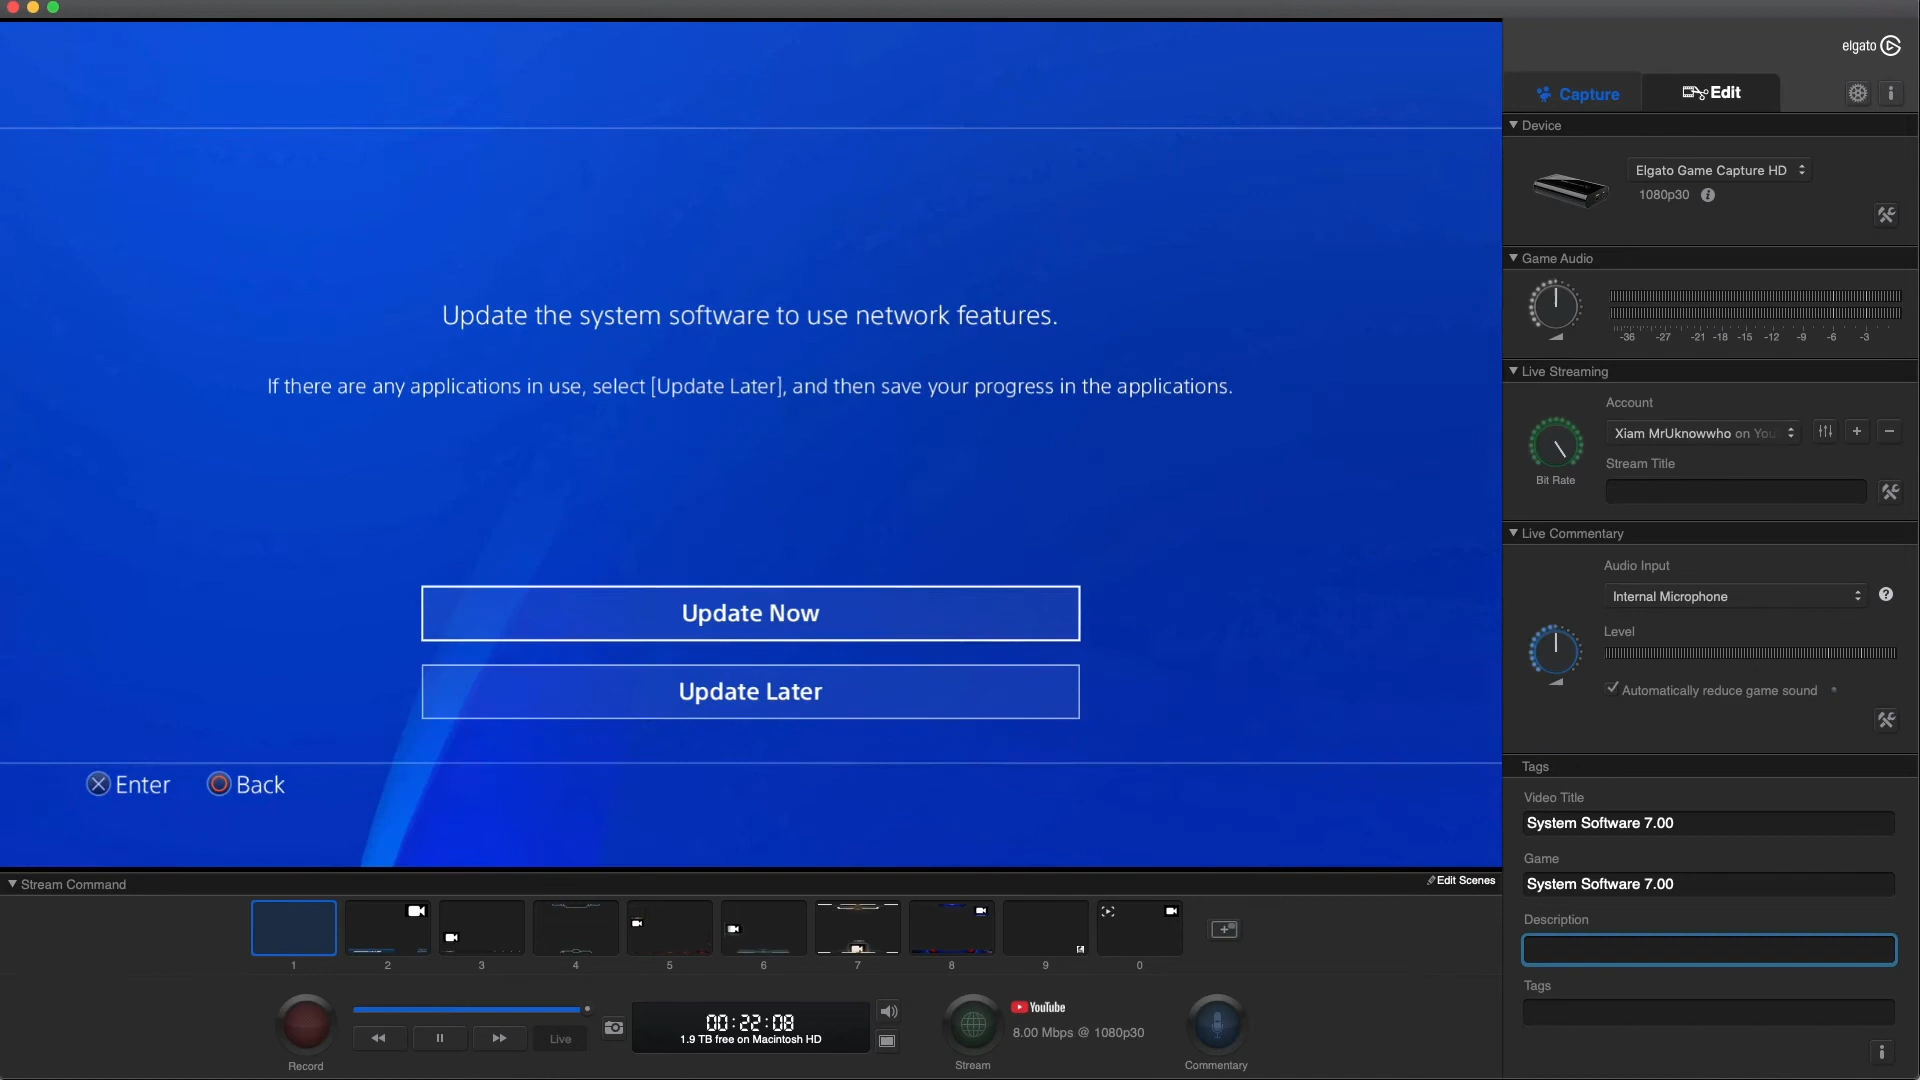 elgato
Capture
Edit
Device
Elgato Game Capture HD
1080p30
Game Audio
-36 -27 -21 -18 -15 -12 -9 -6 -3
Live Streaming
Account
Xiam MrUknowwho on You
Bit Rate
Stream Title
Live Commentary
Audio Input
Internal Microphone
Level
Automatically reduce game sound
Tags
Video Title
System Software 7.00
Game
System Software 7.00
Description
Tags
Update the system software to use network features.
If there are any applications in use, select [Update Later], and then save your progress in the applications.
Update Now
Update Later
Enter Back
Stream Command
Edit Scenes
1 2 3 4 5 6 7 8 9 0
Record
Live
00:22:08
1.9 TB free on Macintosh HD
Stream
YouTube
8.00 Mbps @ 1080p30
Commentary